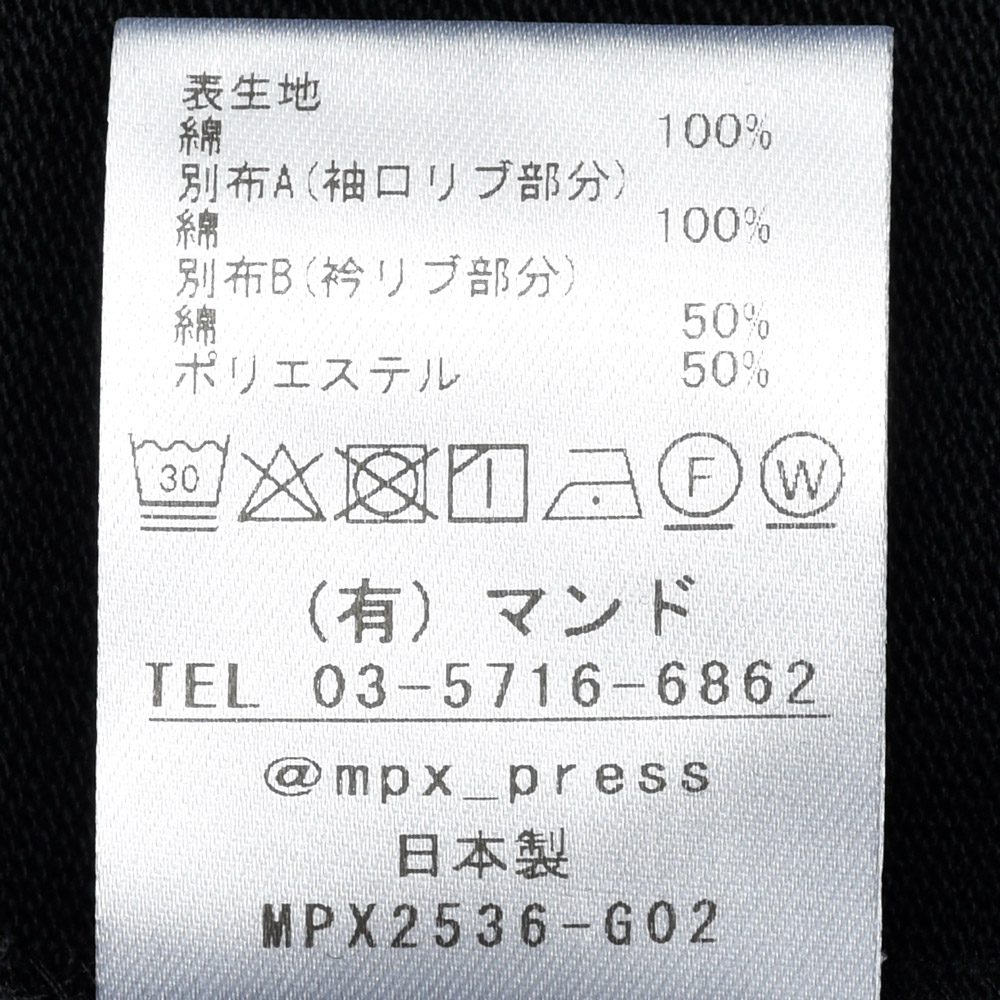 表生地
綿 100%
別布A(袖口リブ部分)
綿 100%
別布B(衿リブ部分)
綿 50%
ポリエステル 50%
30 F W
(有) マンド
TEL 03-5716-6862
@mpx_press
日本製
MPX2536-G02